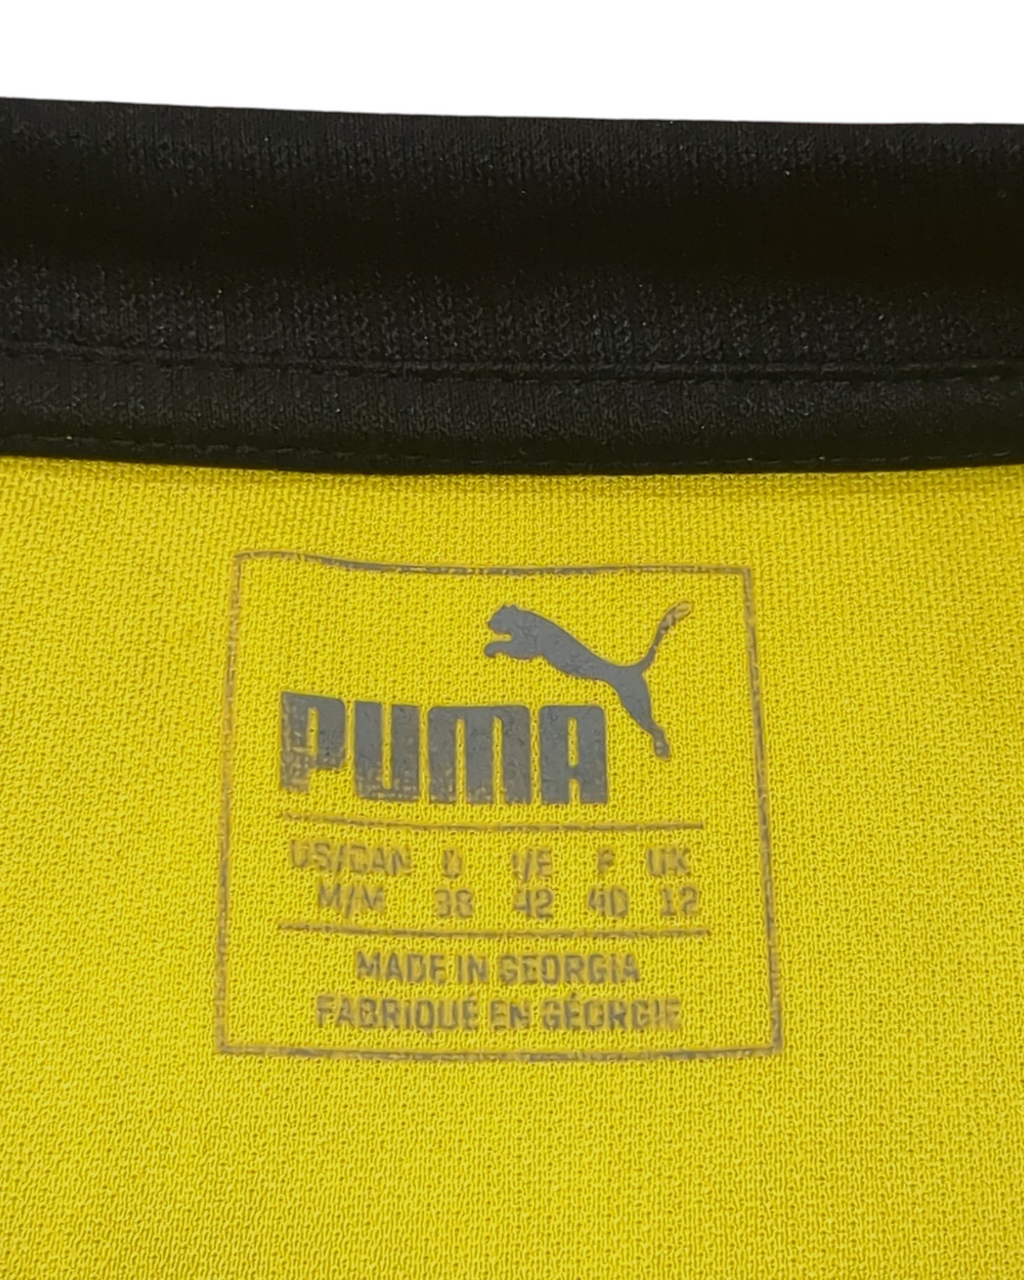 PUMA
US/CAN D I/E F UK
M/M 38 42 40 12
MADE IN GEORGIA
FABRIQUÉ EN GÉORGIE